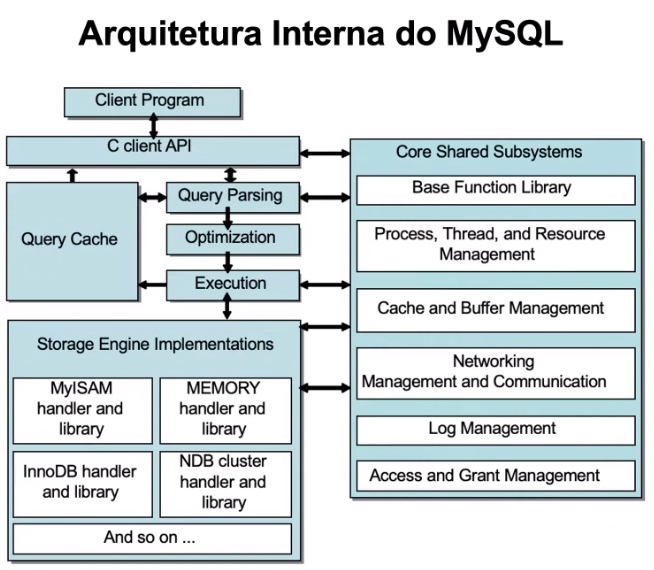 Arquitetura Interna do MySQL
Client Program
C client API
Query Cache
Query Parsing
Optimization
Execution
Storage Engine Implementations
MyISAM
handler and
library
MEMORY
handler and
library
InnoDB handler
and library
NDB cluster
handler and
library
And so on ...
Core Shared Subsystems
Base Function Library
Process, Thread, and Resource
Management
Cache and Buffer Management
Networking
Management and Communication
Log Management
Access and Grant Management